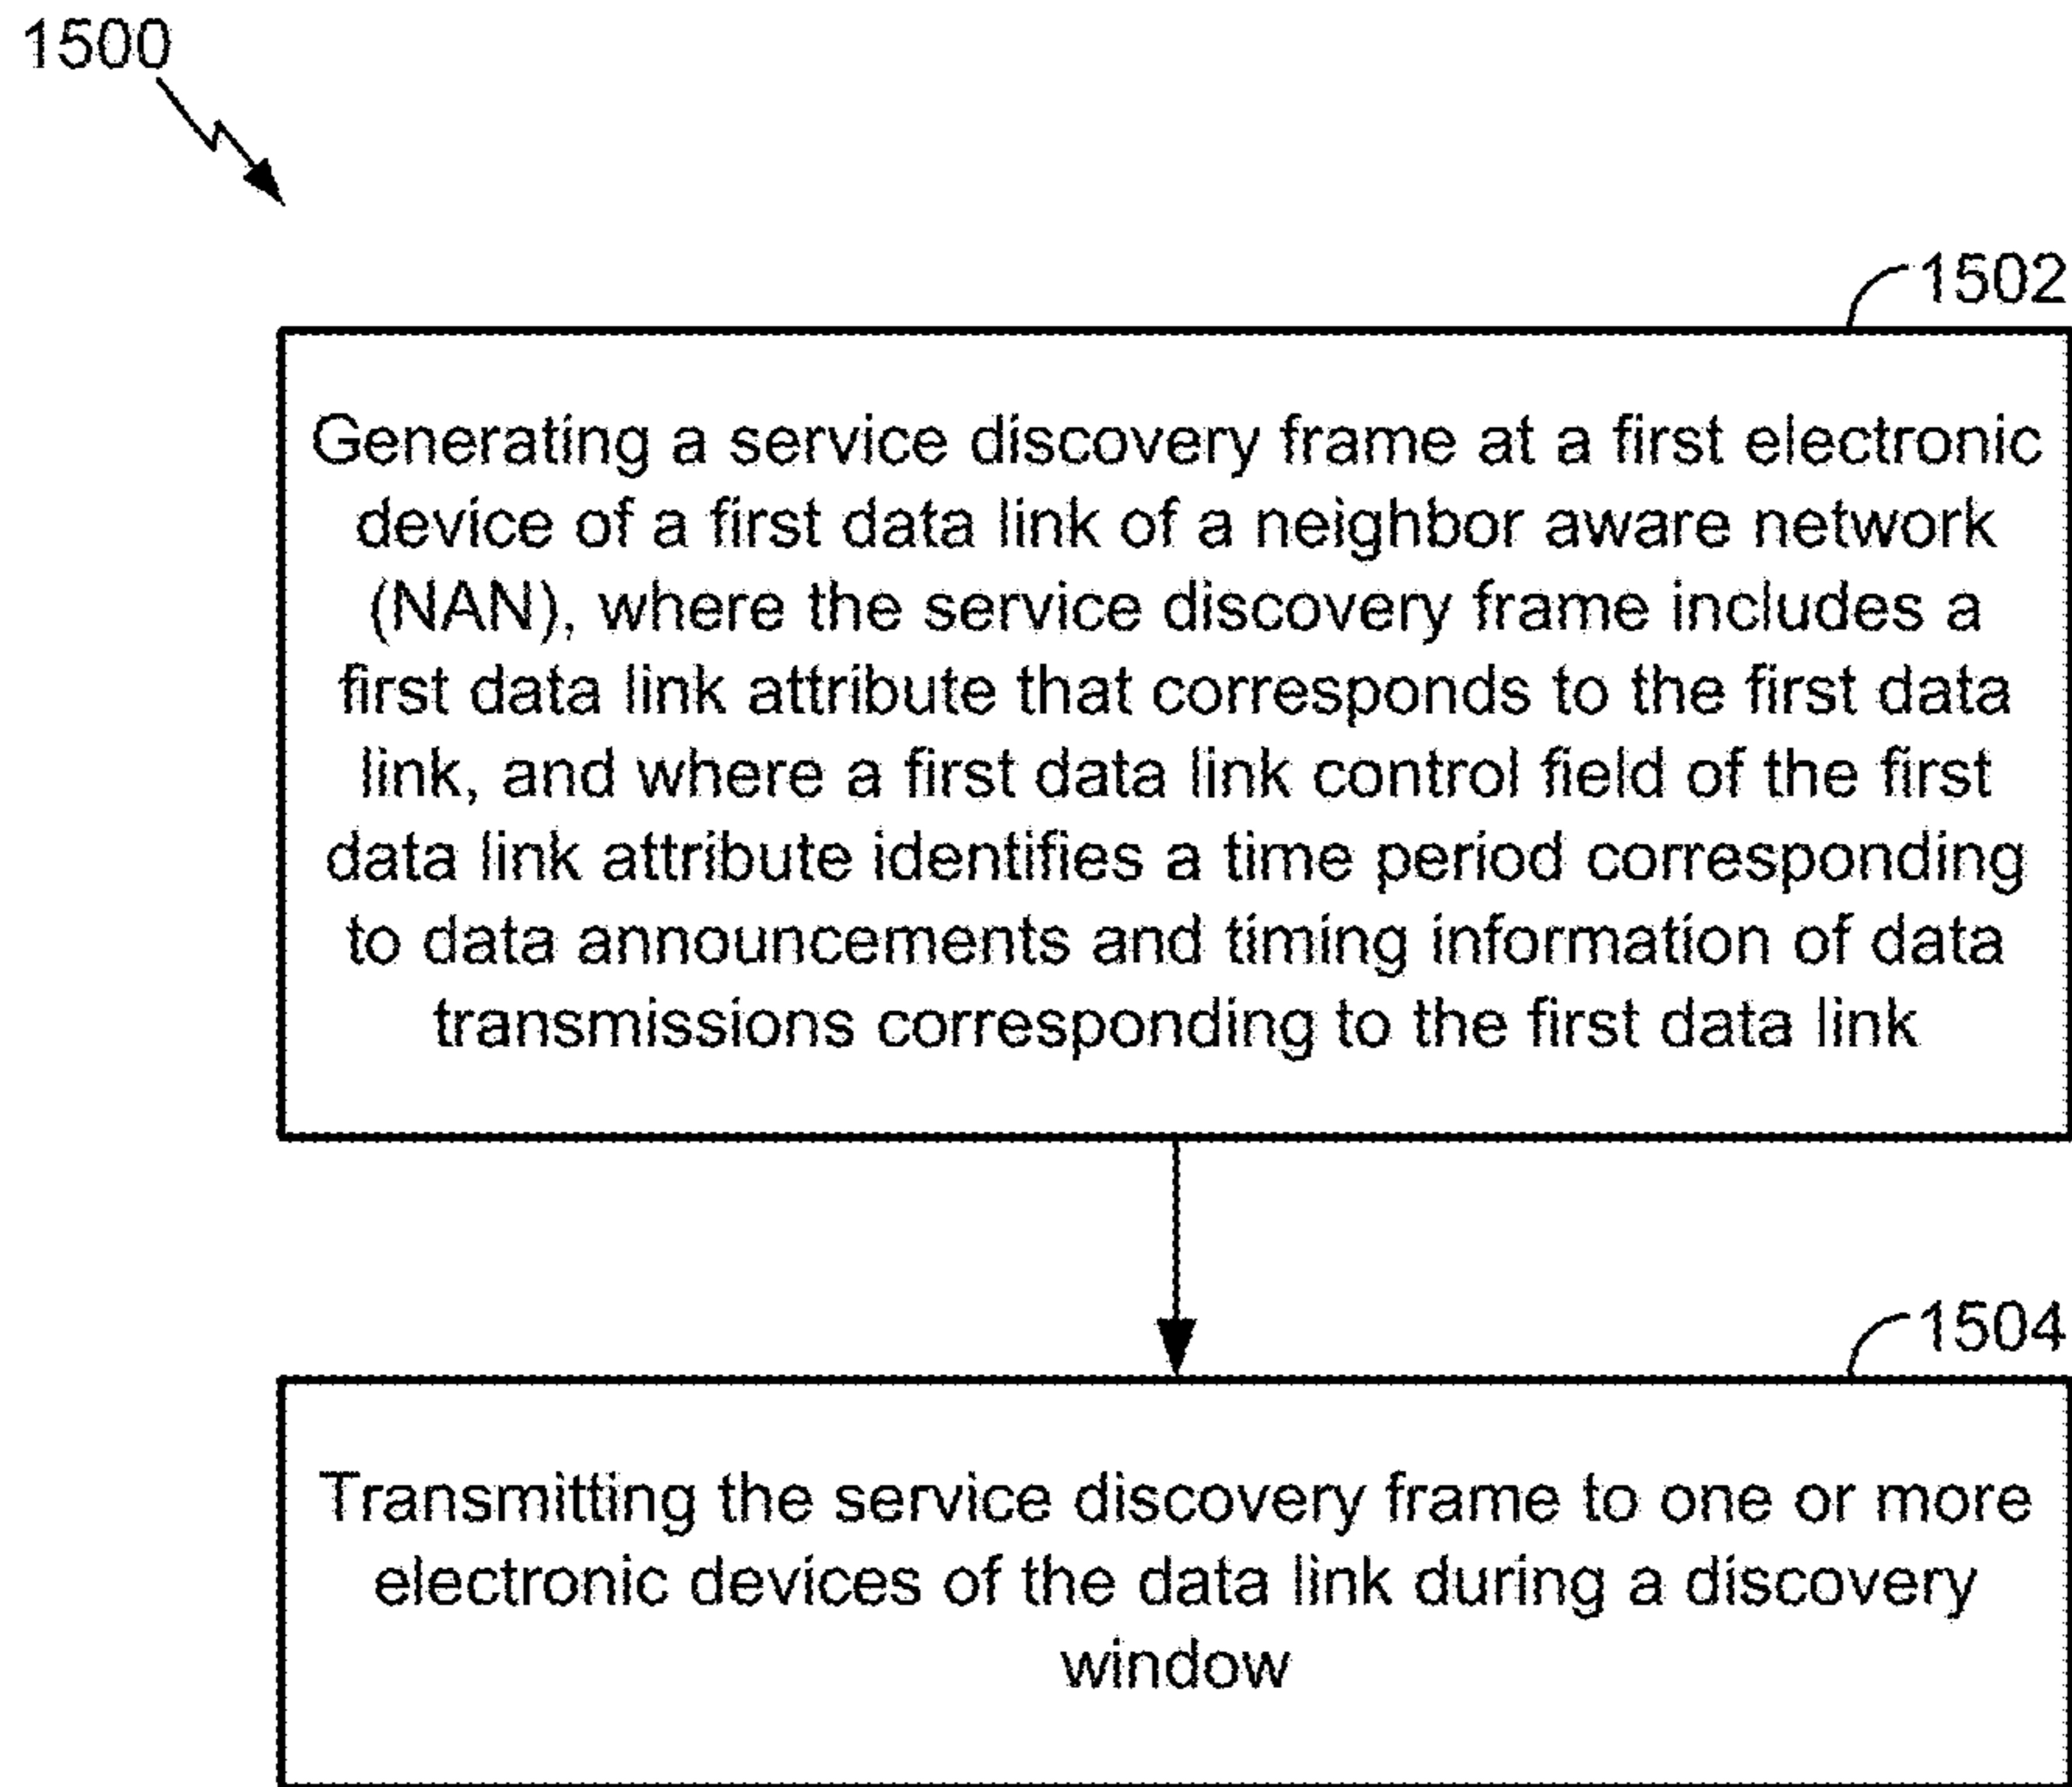 1500
1502
Generating a service discovery frame at a first electronic
device of a first data link of a neighbor aware network
(NAN), where the service discovery frame includes a
first data link attribute that corresponds to the first data
link, and where a first data link control field of the first
data link attribute identifies a time period corresponding
to data announcements and timing information of data
transmissions corresponding to the first data link
1504
Transmitting the service discovery frame to one or more
electronic devices of the data link during a discovery
window